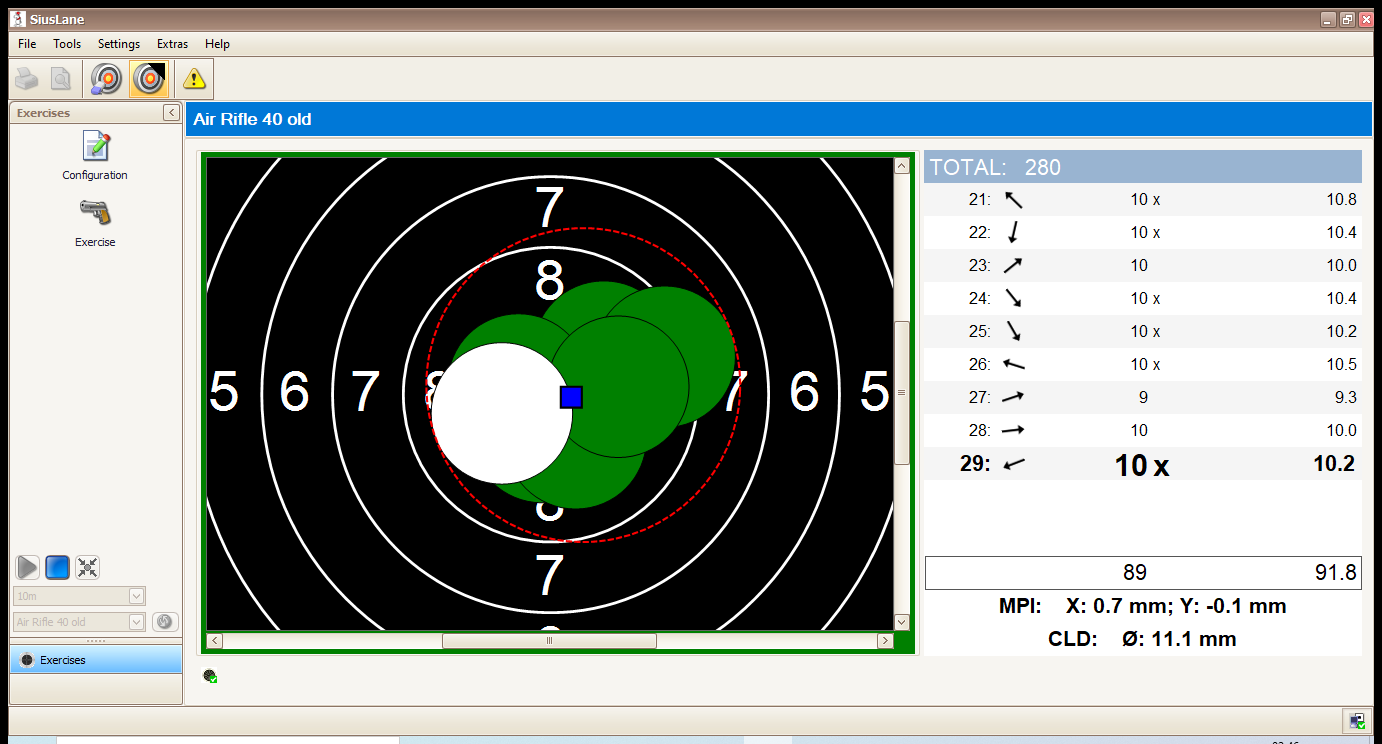 SiusLane
File Tools Settings Extras Help
Exercises
Configuration
Exercise
10m
Air Rifle 40 old
Exercises
Air Rifle 40 old
7
8
5 6 7 8 7 6 5
7
TOTAL: 280
21: 10 x 10.8
22: 10 x 10.4
23: 10 10.0
24: 10 x 10.4
25: 10 x 10.2
26: 10 x 10.5
27: 9 9.3
28: 10 10.0
29: 10 x 10.2
89 91.8
MPI: X: 0.7 mm; Y: -0.1 mm
CLD: Ø: 11.1 mm